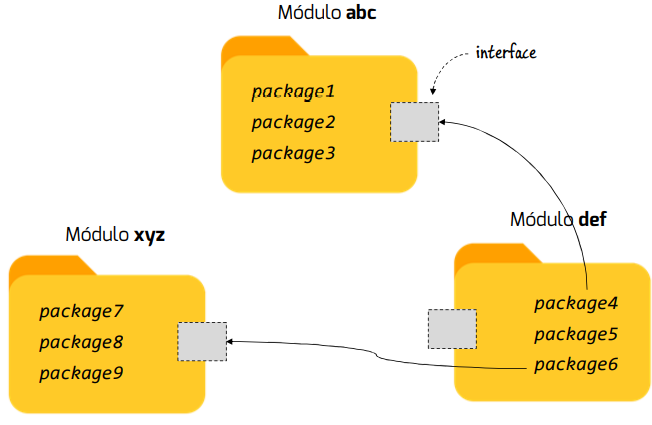 Módulo abc
interface
package1
package2
package3
Módulo xyz
package7
package8
package9
Módulo def
package4
package5
package6